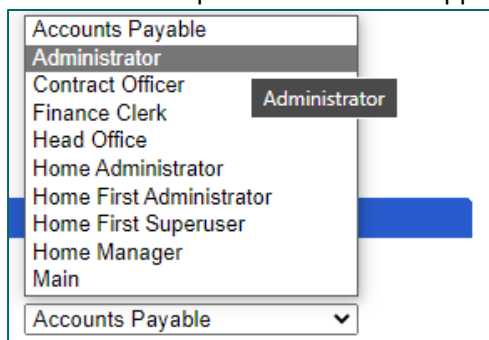 Accounts Payable
Administrator
Contract Officer
Administrator
Finance Clerk
Head Office
Home Administrator
Home First Administrator
Home First Superuser
Home Manager
Main
Accounts Payable